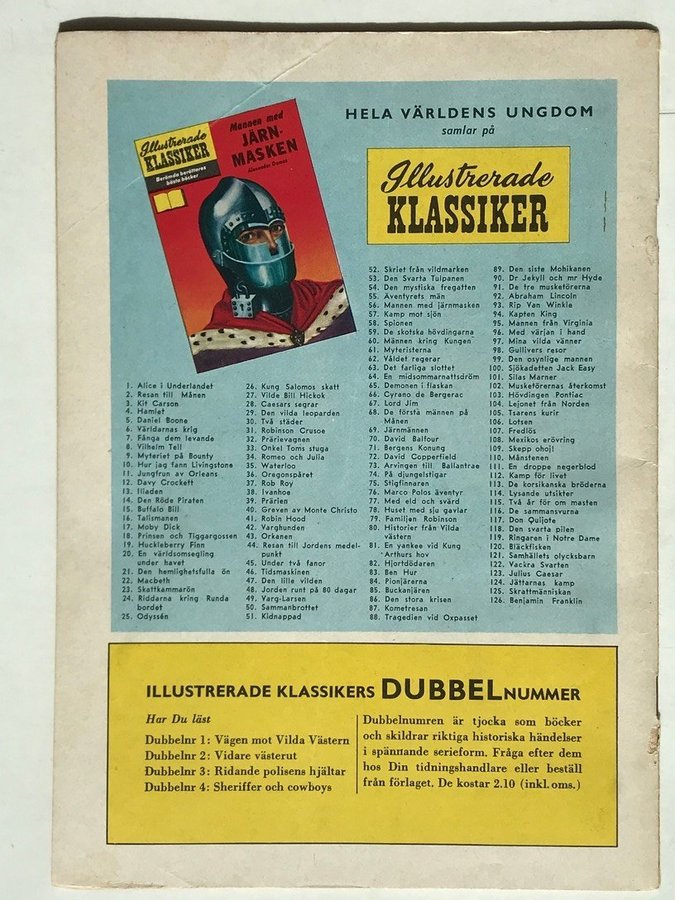 HELA VÄRLDENS UNGDOM
samlar på
Illustrerade
KLASSIKER
Illustrerade
KLASSIKER
Berömda berättares
bästa böcker
Mannen med
JÄRN-
MASKEN
Alexander Dumas
1. Alice i Underlandet
2. Resan till Månen
3. Kit Carson
4. Hamlet
5. Daniel Boone
6. Världarnas krig
7. Fånga dem levande
8. Vilhelm Tell
9. Myteriet på Bounty
10. Hur jag fann Livingstone
11. Jungfrun av Orleans
12. Davy Crockett
13. Iliaden
14. Den Röde Piraten
15. Buffalo Bill
16. Talismanen
17. Moby Dick
18. Prinsen och Tiggargossen
19. Huckleberry Finn
20. En världsomsegling
under havet
21. Den hemlighetsfulla ön
22. Macbeth
23. Skattkammarön
24. Riddarna kring Runda
bordet
25. Odyssén
26. Kung Salomos skatt
27. Vilde Bill Hickok
28. Caesars segrar
29. Den vilda leoparden
30. Två städer
31. Robinson Crusoe
32. Prärievagnen
33. Onkel Toms stuga
34. Romeo och Julia
35. Waterloo
36. Oregonspåret
37. Rob Roy
38. Ivanhoe
39. Prärien
40. Greven av Monte Christo
41. Robin Hood
42. Varghunden
43. Orkanen
44. Resan till Jordens medel-
punkt
45. Under två fanor
46. Tidsmaskinen
47. Den lille vilden
48. Jorden runt på 80 dagar
49. Varg-Larsen
50. Sammanbrottet
51. Kidnappad
52. Skriet från vildmarken
53. Den Svarta Tulpanen
54. Den mystiska fregatten
55. Äventyrets män
56. Mannen med järnmasken
57. Kamp mot sjön
58. Spionen
59. De skotska hövdingarna
60. Männen kring Kungen
61. Myteristerna
62. Våldet regerar
63. Det farliga slottet
64. En midsommarnattsdröm
65. Demonen i flaskan
66. Cyrano de Bergerac
67. Lord Jim
68. De första männen på
Månen
69. Järnmännen
70. David Balfour
71. Bergens Konung
72. David Copperfield
73. Arvingen till Ballantrae
74. På djungelstigar
75. Stigfinnaren
76. Marco Polos äventyr
77. Med eld och svärd
78. Huset med sju gavlar
79. Familjen Robinson
80. Historier från Vilda
västern
81. En yankee vid Kung
Arthurs hov
82. Hjortdödaren
83. Ben Hur
84. Pionjärerna
85. Buckanjären
86. Den stora krisen
87. Kometresan
88. Tragedien vid Oxpasset
89. Den siste Mohikanen
90. Dr Jekyll och mr Hyde
91. De tre musketörerna
92. Abraham Lincoln
93. Rip Van Winkle
94. Kapten King
95. Mannen från Virginia
96. Med värjan i hand
97. Mina vilda vänner
98. Gullivers resor
99. Den osynlige mannen
100. Sjökadetten Jack Easy
101. Silas Marner
102. Musketörernas återkomst
103. Hövdingen Pontiac
104. Lejonet från Norden
105. Tsarens kurir
106. Lotsen
107. Fredlös
108. Mexikos erövring
109. Skepp ohoj!
110. Månstenen
111. En droppe negerblod
112. Kamp för livet
113. De korsikanska bröderna
114. Lysande utsikter
115. Två år för om masten
116. De sammansvurna
117. Don Quijote
118. Den svarta pilen
119. Ringaren i Notre Dame
120. Bläckfisken
121. Samhällets olycksbarn
122. Vackra Svarten
123. Julius Caesar
124. Jättarnas kamp
125. Skrattmänniskan
126. Benjamin Franklin
ILLUSTRERADE KLASSIKERS DUBBELNUMMER
Har Du läst
Dubbelnr 1: Vägen mot Vilda Västern
Dubbelnr 2: Vidare västerut
Dubbelnr 3: Ridande polisens hjältar
Dubbelnr 4: Sheriffer och cowboys
Dubbelnumren är tjocka som böcker
och skildrar riktiga historiska händelser
i spännande serieform. Fråga efter dem
hos Din tidningshandlare eller beställ
från förlaget. De kostar 2.10 (inkl. oms.)